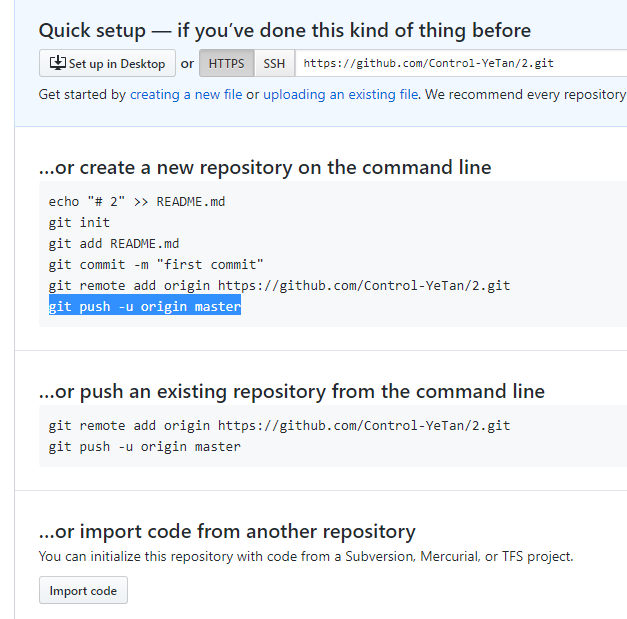 Quick setup — if you’ve done this kind of thing before
Set up in Desktop or HTTPS SSH https://github.com/Control-YeTan/2.git
Get started by creating a new file or uploading an existing file. We recommend every repository
…or create a new repository on the command line
echo "# 2" >> README.md
git init
git add README.md
git commit -m "first commit"
git remote add origin https://github.com/Control-YeTan/2.git
git push -u origin master
…or push an existing repository from the command line
git remote add origin https://github.com/Control-YeTan/2.git
git push -u origin master
…or import code from another repository
You can initialize this repository with code from a Subversion, Mercurial, or TFS project.
Import code